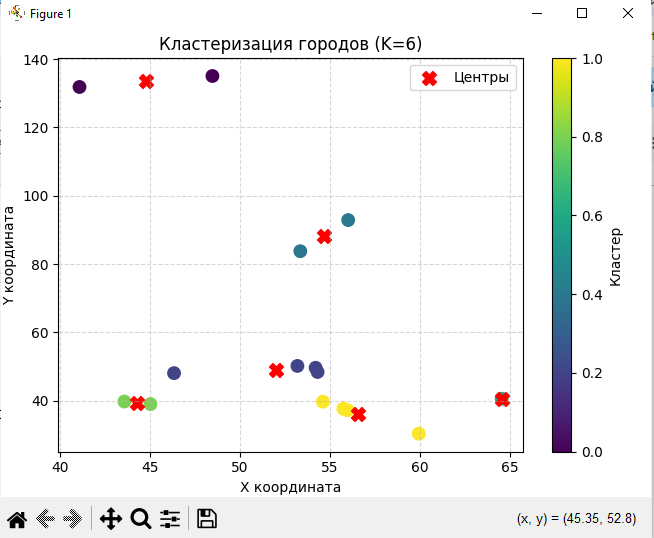 Figure 1
Кластеризация городов (K=6)
Центры
140
120
100
80
60
40
Y координата
40
45
50
55
60
65
X координата
1.0
0.8
0.6
0.4
0.2
0.0
Кластер
(x, y) = (45.35, 52.8)